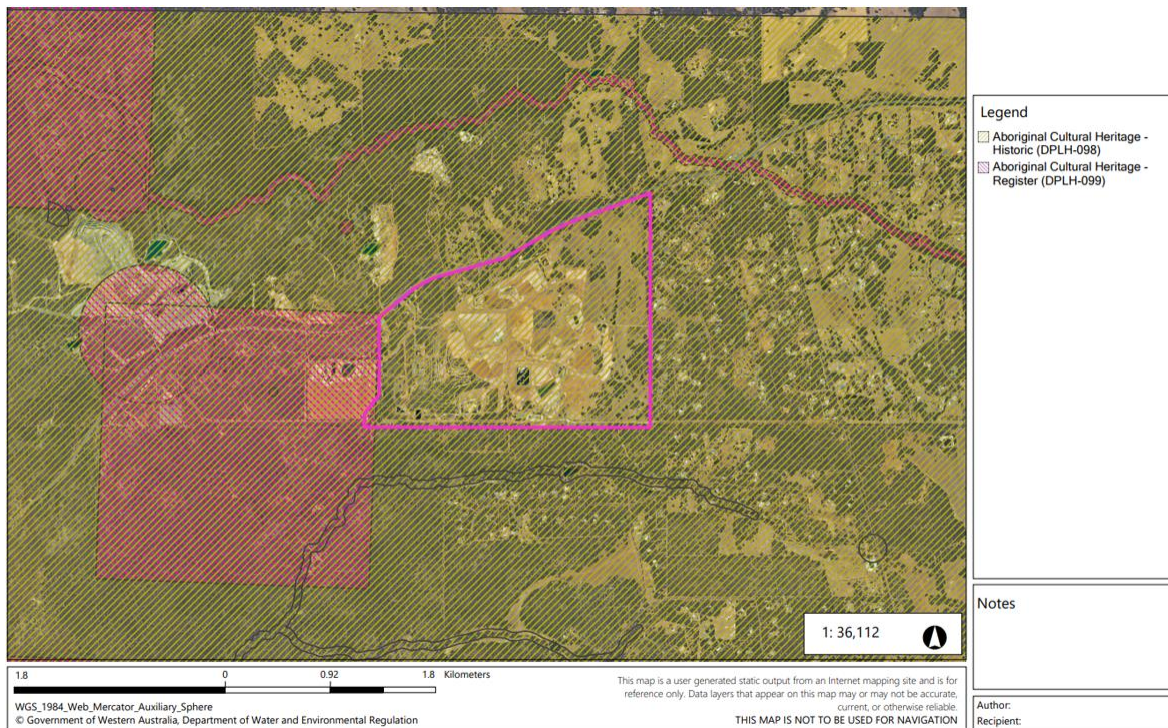 Legend
Aboriginal Cultural Heritage -
Historic (DPLH-098)
Aboriginal Cultural Heritage -
Register (DPLH-099)
Notes
1: 36,112
1.8
0
0.92
1.8
Kilometers
WGS_1984_Web_Mercator_Auxiliary_Sphere
© Government of Western Australia, Department of Water and Environmental Regulation
This map is a user generated static output from an Internet mapping site and is for
reference only. Data layers that appear on this map may or may not be accurate,
current, or otherwise reliable.
THIS MAP IS NOT TO BE USED FOR NAVIGATION
Author:
Recipient: